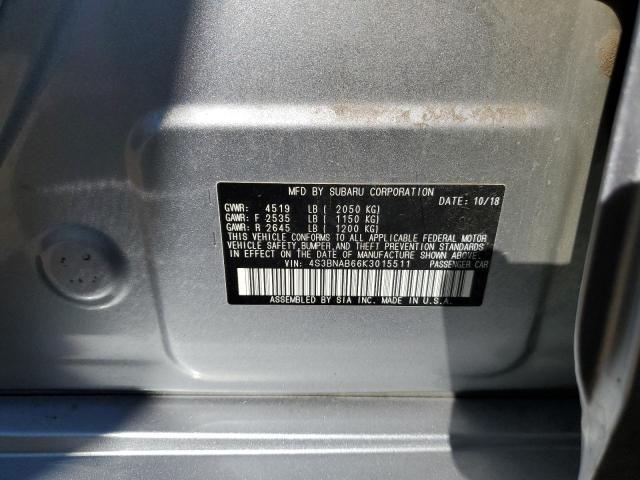 MFD BY SUBARU CORPORATION
DATE: 10/18
GVWR: 4519 LB ( 2050 KG)
GAWR: F 2535 LB ( 1150 KG)
GAWR: R 2645 LB ( 1200 KG)
THIS VEHICLE CONFORMS TO ALL APPLICABLE FEDERAL MOTOR
VEHICLE SAFETY, BUMPER, AND THEFT PREVENTION STANDARDS
IN EFFECT ON THE DATE OF MANUFACTURE SHOWN ABOVE.
VIN: 4S3BNAB66K3015511 PASSENGER CAR
ASSEMBLED BY SIA INC. MADE IN U.S.A.